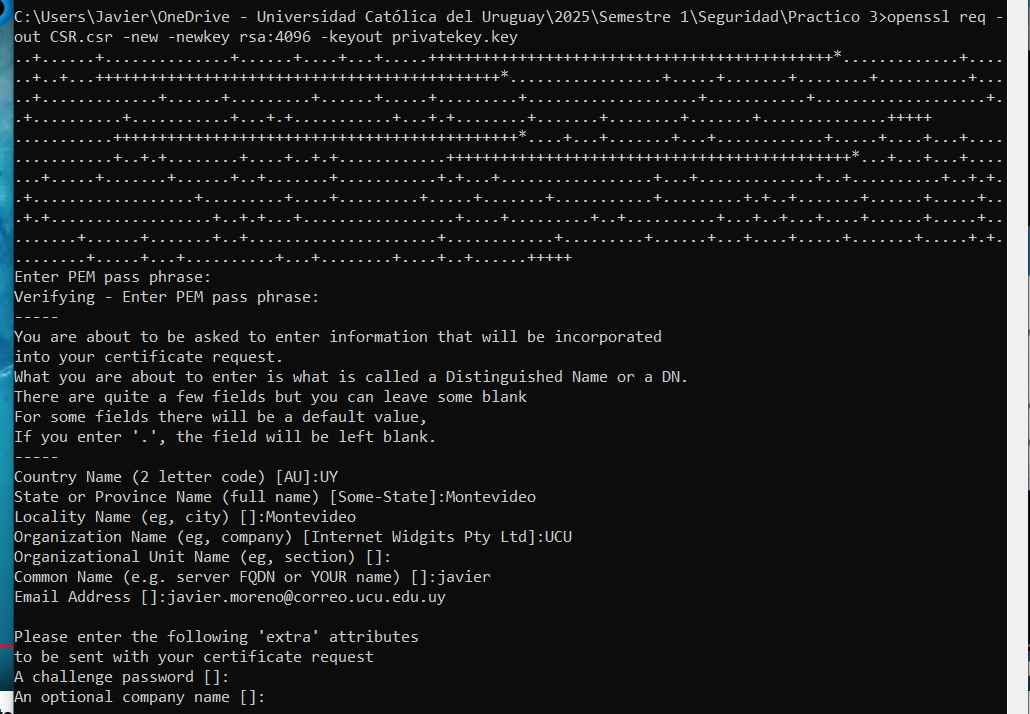 C:\Users\Javier\OneDrive - Universidad Católica del Uruguay\2025\Semestre 1\Seguridad\Practico 3>openssl req -
out CSR.csr -new -newkey rsa:4096 -keyout privatekey.key
Enter PEM pass phrase:
Verifying - Enter PEM pass phrase:
-----
You are about to be asked to enter information that will be incorporated
into your certificate request.
What you are about to enter is what is called a Distinguished Name or a DN.
There are quite a few fields but you can leave some blank
For some fields there will be a default value,
If you enter '.', the field will be left blank.
-----
Country Name (2 letter code) [AU]:UY
State or Province Name (full name) [Some-State]:Montevideo
Locality Name (eg, city) []:Montevideo
Organization Name (eg, company) [Internet Widgits Pty Ltd]:UCU
Organizational Unit Name (eg, section) []:
Common Name (e.g. server FQDN or YOUR name) []:javier
Email Address []:javier.moreno@correo.ucu.edu.uy
Please enter the following 'extra' attributes
to be sent with your certificate request
A challenge password []:
An optional company name []: